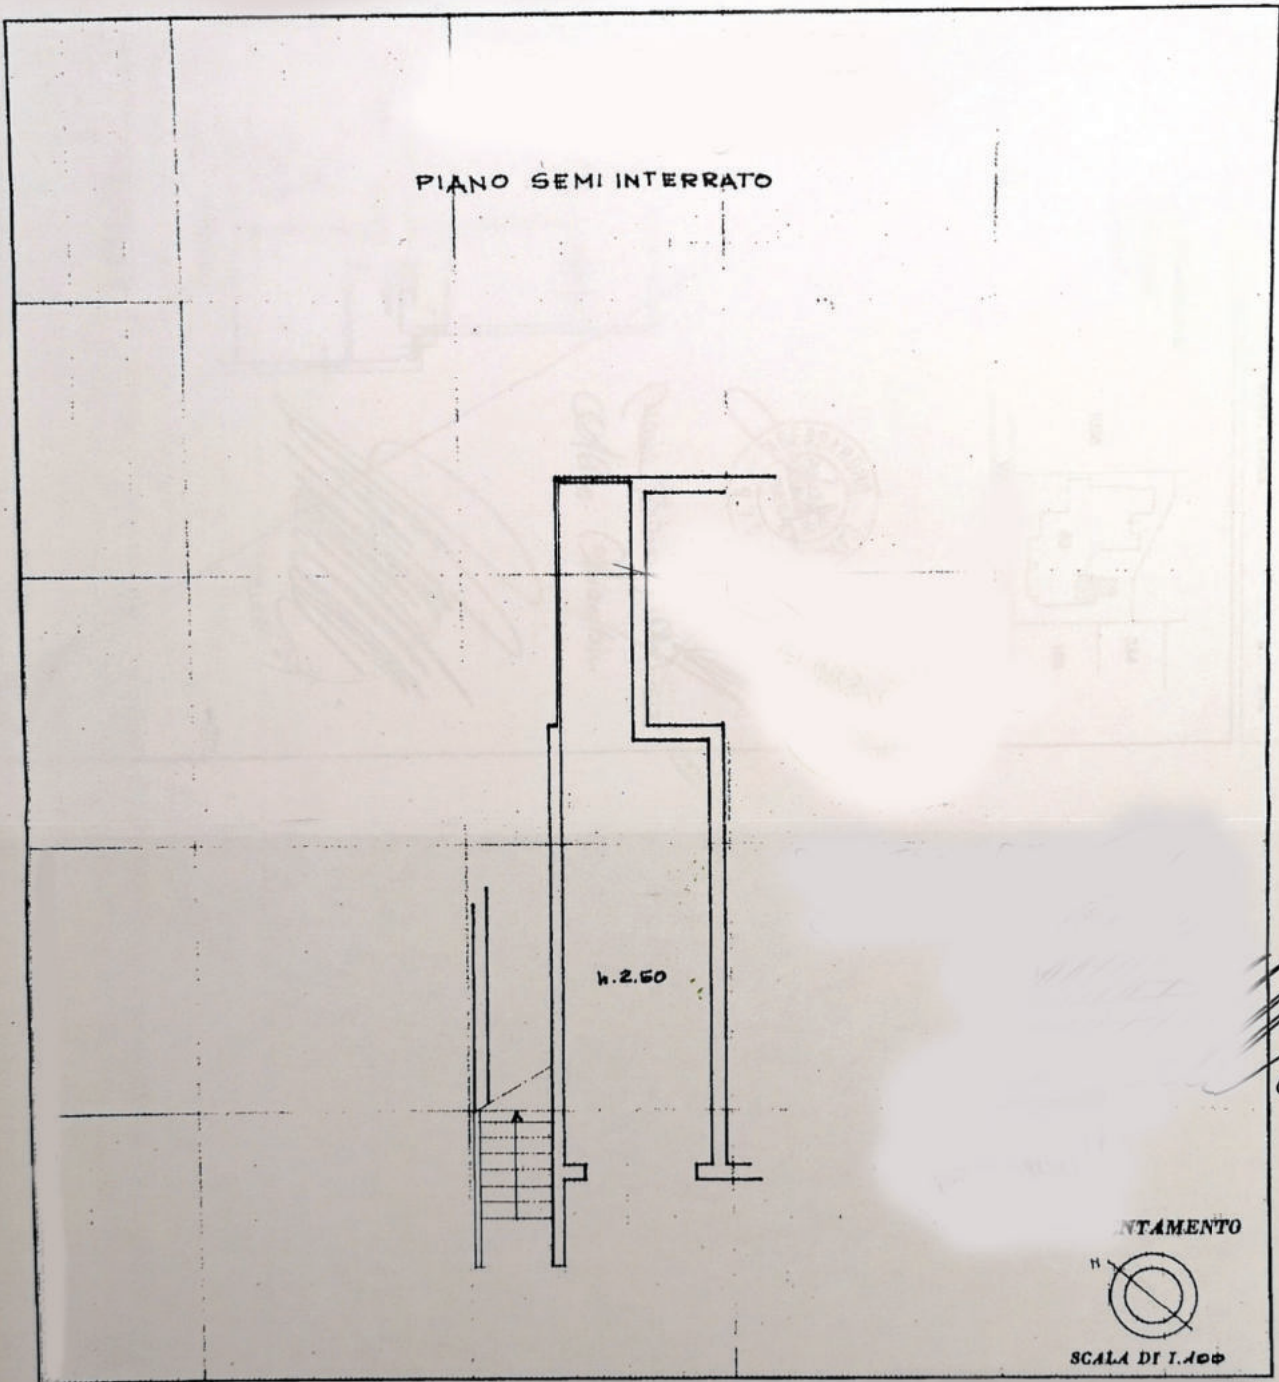 PIANO SEMI INTERRATO
h. 2.50
NTAMENTO
N
SCALA DI 1.100